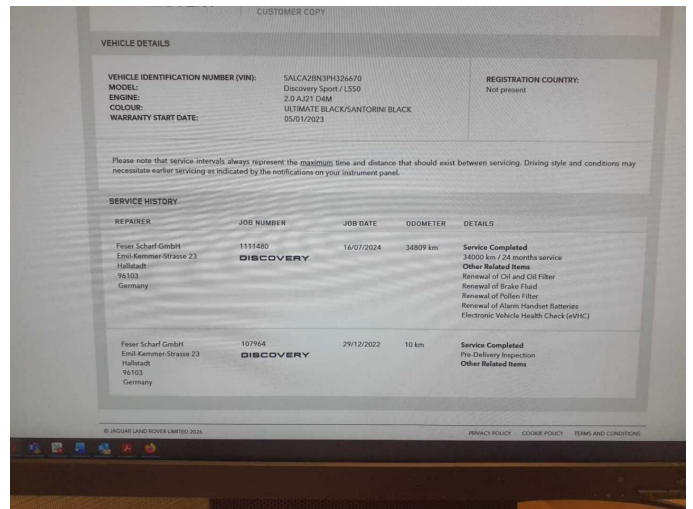 CUSTOMER COPY
VEHICLE DETAILS
VEHICLE IDENTIFICATION NUMBER (VIN): SALCA2BN3PH326670
MODEL: Discovery Sport / L550
ENGINE: 2.0 AJ21 D4M
COLOUR: ULTIMATE BLACK/SANTORINI BLACK
WARRANTY START DATE: 05/01/2023
REGISTRATION COUNTRY:
Not present
Please note that service intervals always represent the maximum time and distance that should exist between servicing. Driving style and conditions may
necessitate earlier servicing as indicated by the notifications on your instrument panel.
SERVICE HISTORY
REPAIRER JOB NUMBER JOB DATE ODOMETER DETAILS
Feser Scharf GmbH 1111480 16/07/2024 34809 km Service Completed
Emil-Kemmer-Strasse 23 DISCOVERY 34000 km / 24 months service
Hallstadt Other Related Items
96103 Renewal of Oil and Oil Filter
Germany Renewal of Brake Fluid
Renewal of Pollen Filter
Renewal of Alarm Handset Batteries
Electronic Vehicle Health Check (eVHC)
Feser Scharf GmbH 107964 29/12/2022 10 km Service Completed
Emil-Kemmer-Strasse 23 DISCOVERY Pre-Delivery Inspection
Hallstadt Other Related Items
96103
Germany
© JAGUAR LAND ROVER LIMITED 2026 PRIVACY POLICY COOKIE POLICY TERMS AND CONDITIONS